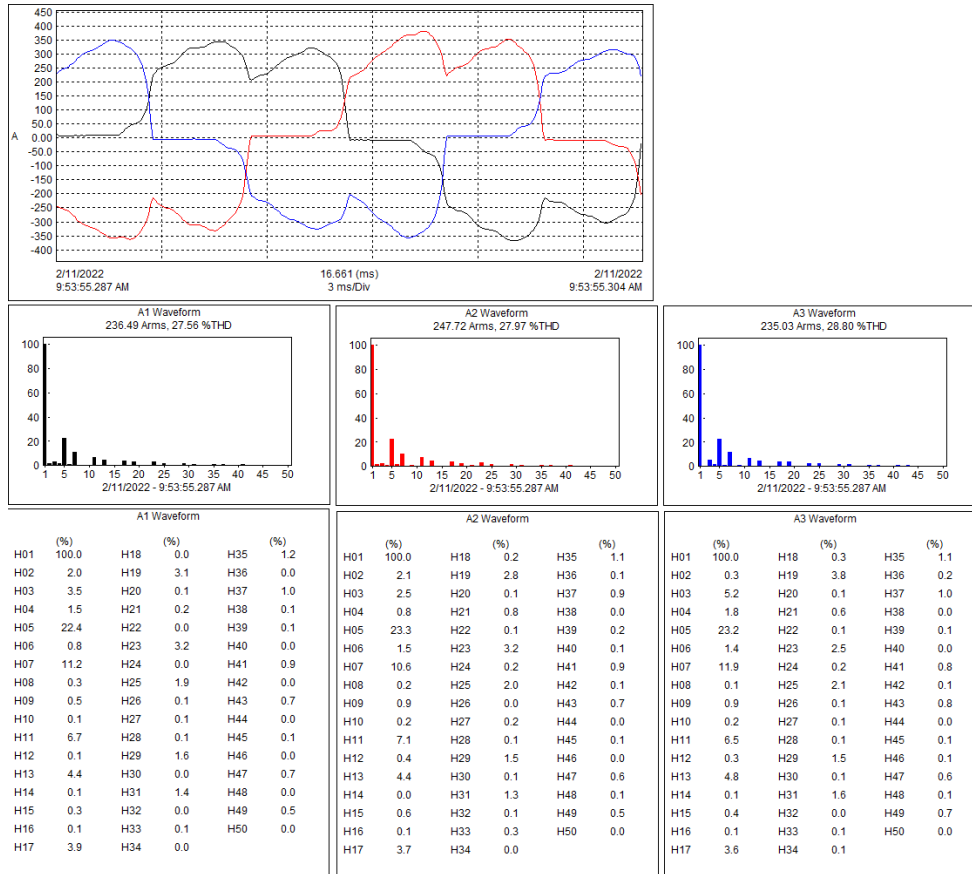 450
400
350
300
250
200
150
100
50.0
A 0.00
-50.0
-100
-150
-200
-250
-300
-350
-400
2/11/2022 16.661 (ms) 2/11/2022
9:53:55.287 AM 3 ms/Div 9:53:55.304 AM
A1 Waveform
236.49 Arms, 27.56 %THD
100
80
60
40
20
0
1 5 10 15 20 25 30 35 40 45 50
2/11/2022 - 9:53:55.287 AM
A2 Waveform
247.72 Arms, 27.97 %THD
100
80
60
40
20
0
1 5 10 15 20 25 30 35 40 45 50
2/11/2022 - 9:53:55.287 AM
A3 Waveform
235.03 Arms, 28.80 %THD
100
80
60
40
20
0
1 5 10 15 20 25 30 35 40 45 50
2/11/2022 - 9:53:55.287 AM
A1 Waveform
(%) (%) (%)
H01 100.0 H18 0.0 H35 1.2
H02 2.0 H19 3.1 H36 0.0
H03 3.5 H20 0.1 H37 1.0
H04 1.5 H21 0.2 H38 0.1
H05 22.4 H22 0.0 H39 0.1
H06 0.8 H23 3.2 H40 0.0
H07 11.2 H24 0.0 H41 0.9
H08 0.3 H25 1.9 H42 0.0
H09 0.5 H26 0.1 H43 0.7
H10 0.1 H27 0.1 H44 0.0
H11 6.7 H28 0.1 H45 0.1
H12 0.1 H29 1.6 H46 0.0
H13 4.4 H30 0.0 H47 0.7
H14 0.1 H31 1.4 H48 0.0
H15 0.3 H32 0.0 H49 0.5
H16 0.1 H33 0.1 H50 0.0
H17 3.9 H34 0.0
A2 Waveform
(%) (%) (%)
H01 100.0 H18 0.2 H35 1.1
H02 2.1 H19 2.8 H36 0.1
H03 2.5 H20 0.1 H37 0.9
H04 0.8 H21 0.8 H38 0.0
H05 23.3 H22 0.1 H39 0.2
H06 1.5 H23 3.2 H40 0.1
H07 10.6 H24 0.2 H41 0.9
H08 0.2 H25 2.0 H42 0.1
H09 0.9 H26 0.0 H43 0.7
H10 0.2 H27 0.2 H44 0.0
H11 7.1 H28 0.1 H45 0.1
H12 0.4 H29 1.5 H46 0.0
H13 4.4 H30 0.1 H47 0.6
H14 0.0 H31 1.3 H48 0.1
H15 0.6 H32 0.1 H49 0.5
H16 0.1 H33 0.3 H50 0.0
H17 3.7 H34 0.0
A3 Waveform
(%) (%) (%)
H01 100.0 H18 0.3 H35 1.1
H02 0.3 H19 3.8 H36 0.2
H03 5.2 H20 0.1 H37 1.0
H04 1.8 H21 0.6 H38 0.0
H05 23.2 H22 0.1 H39 0.1
H06 1.4 H23 2.5 H40 0.0
H07 11.9 H24 0.2 H41 0.8
H08 0.1 H25 2.1 H42 0.1
H09 0.9 H26 0.1 H43 0.8
H10 0.2 H27 0.1 H44 0.0
H11 6.5 H28 0.1 H45 0.1
H12 0.3 H29 1.5 H46 0.1
H13 4.8 H30 0.1 H47 0.6
H14 0.1 H31 1.6 H48 0.1
H15 0.4 H32 0.0 H49 0.7
H16 0.1 H33 0.1 H50 0.0
H17 3.6 H34 0.1